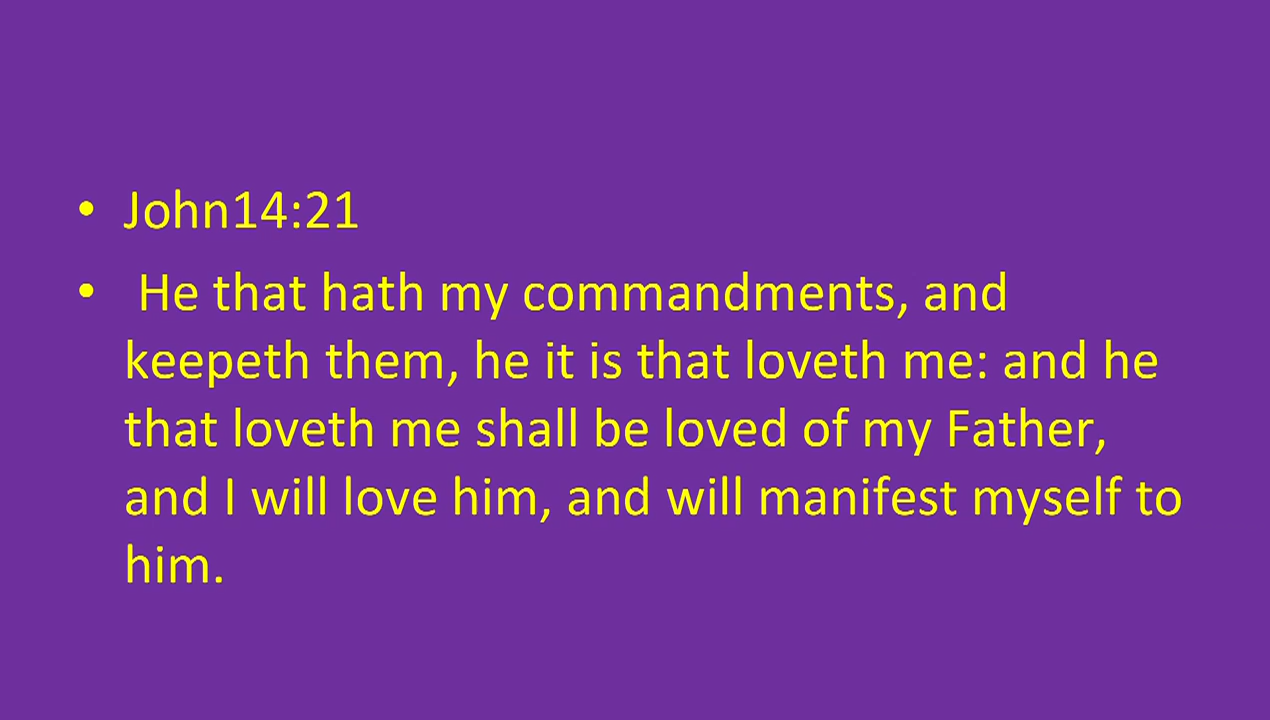 • John14:21
• He that hath my commandments, and
keepeth them, he it is that loveth me: and he
that loveth me shall be loved of my Father,
and I will love him, and will manifest myself to
him.